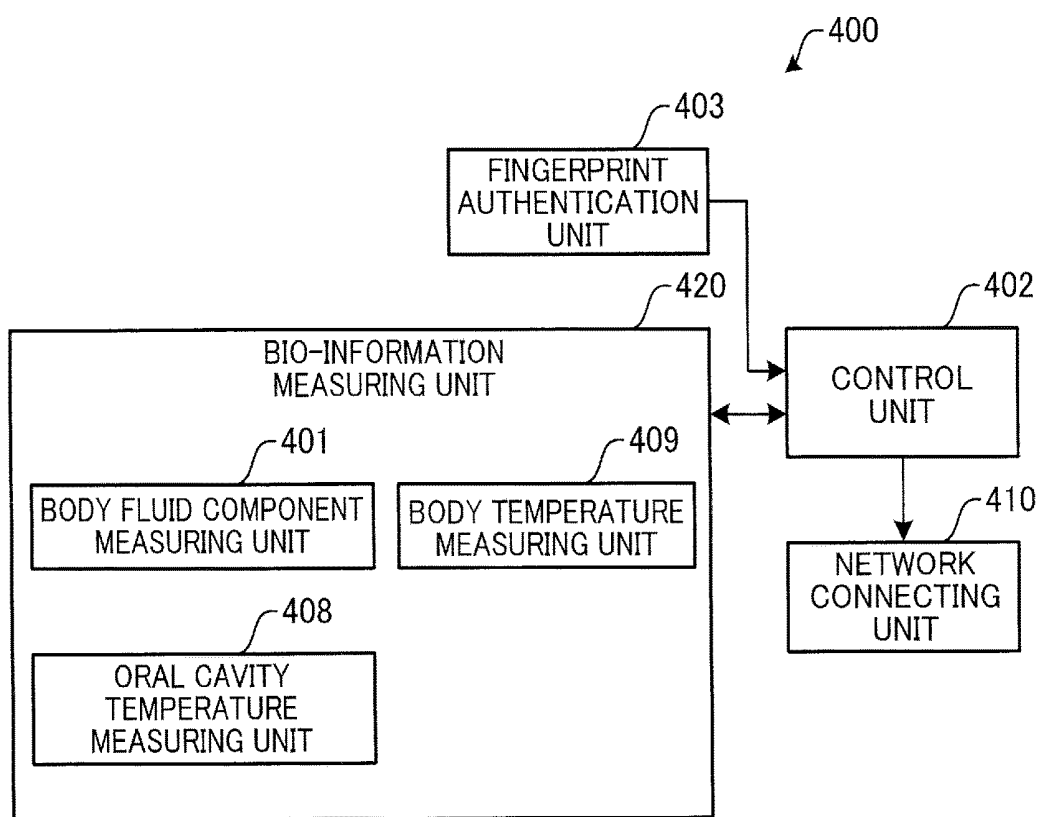 400
403
FINGERPRINT
AUTHENTICATION
UNIT
420
402
BIO-INFORMATION
MEASURING UNIT
CONTROL
UNIT
401
409
BODY FLUID COMPONENT
MEASURING UNIT
BODY TEMPERATURE
MEASURING UNIT
410
NETWORK
CONNECTING
UNIT
408
ORAL CAVITY
TEMPERATURE
MEASURING UNIT